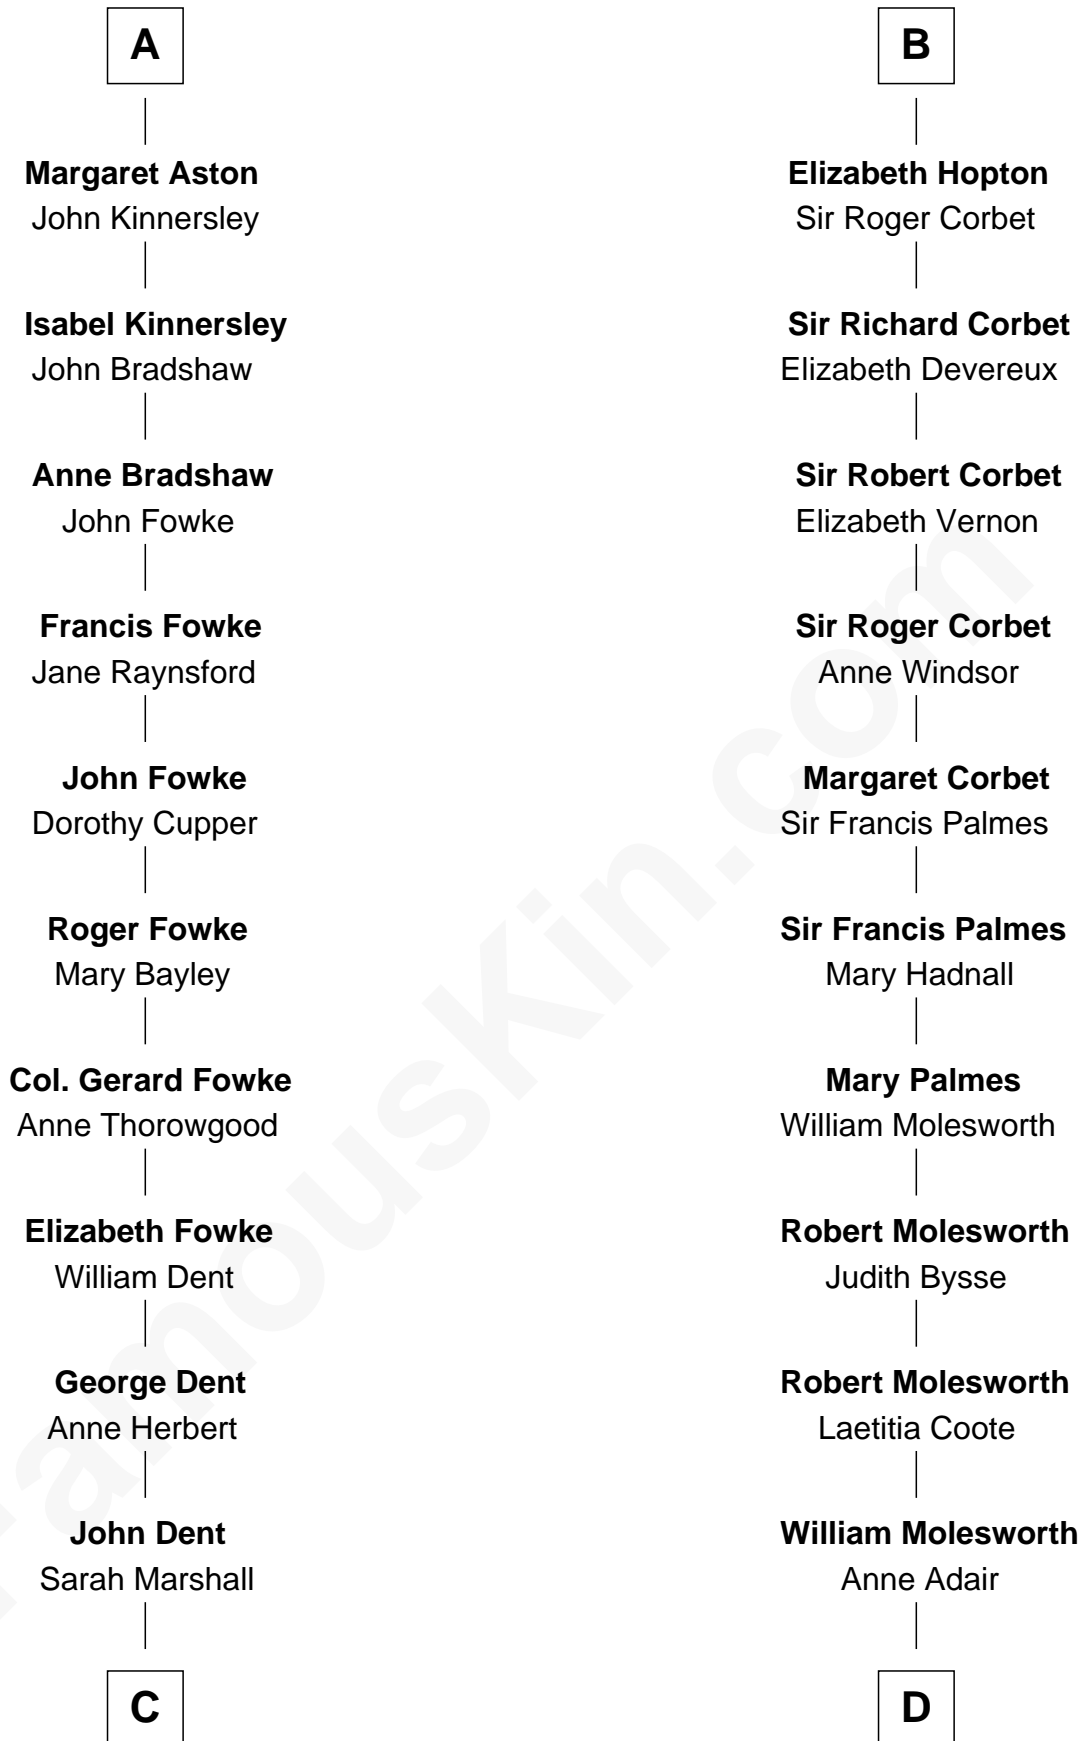 A
Margaret Aston
John Kinnersley
Isabel Kinnersley
John Bradshaw
Anne Bradshaw
John Fowke
Francis Fowke
Jane Raynsford
John Fowke
Dorothy Cupper
Roger Fowke
Mary Bayley
Col. Gerard Fowke
Anne Thorowgood
Elizabeth Fowke
William Dent
George Dent
Anne Herbert
John Dent
Sarah Marshall
C
B
Elizabeth Hopton
Sir Roger Corbet
Sir Richard Corbet
Elizabeth Devereux
Sir Robert Corbet
Elizabeth Vernon
Sir Roger Corbet
Anne Windsor
Margaret Corbet
Sir Francis Palmes
Sir Francis Palmes
Mary Hadnall
Mary Palmes
William Molesworth
Robert Molesworth
Judith Bysse
Robert Molesworth
Laetitia Coote
William Molesworth
Anne Adair
D
FamousKin.com